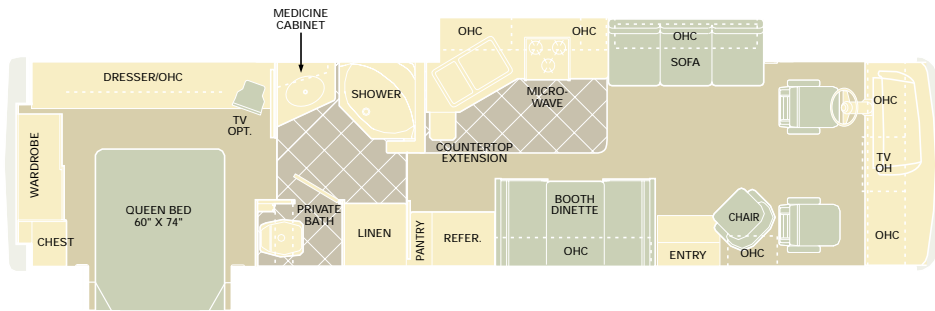 MEDICINE
CABINET
OHC
OHC
OHC
SOFA
DRESSER/OHC
SHOWER
MICRO-
WAVE
OHC
TV
OPT.
WARDROBE
COUNTERTOP
EXTENSION
TV
OH
QUEEN BED
60" X 74"
PRIVATE
BATH
BOOTH
DINETTE
CHAIR
CHEST
LINEN
PANTRY
REFER.
OHC
ENTRY
OHC
OHC